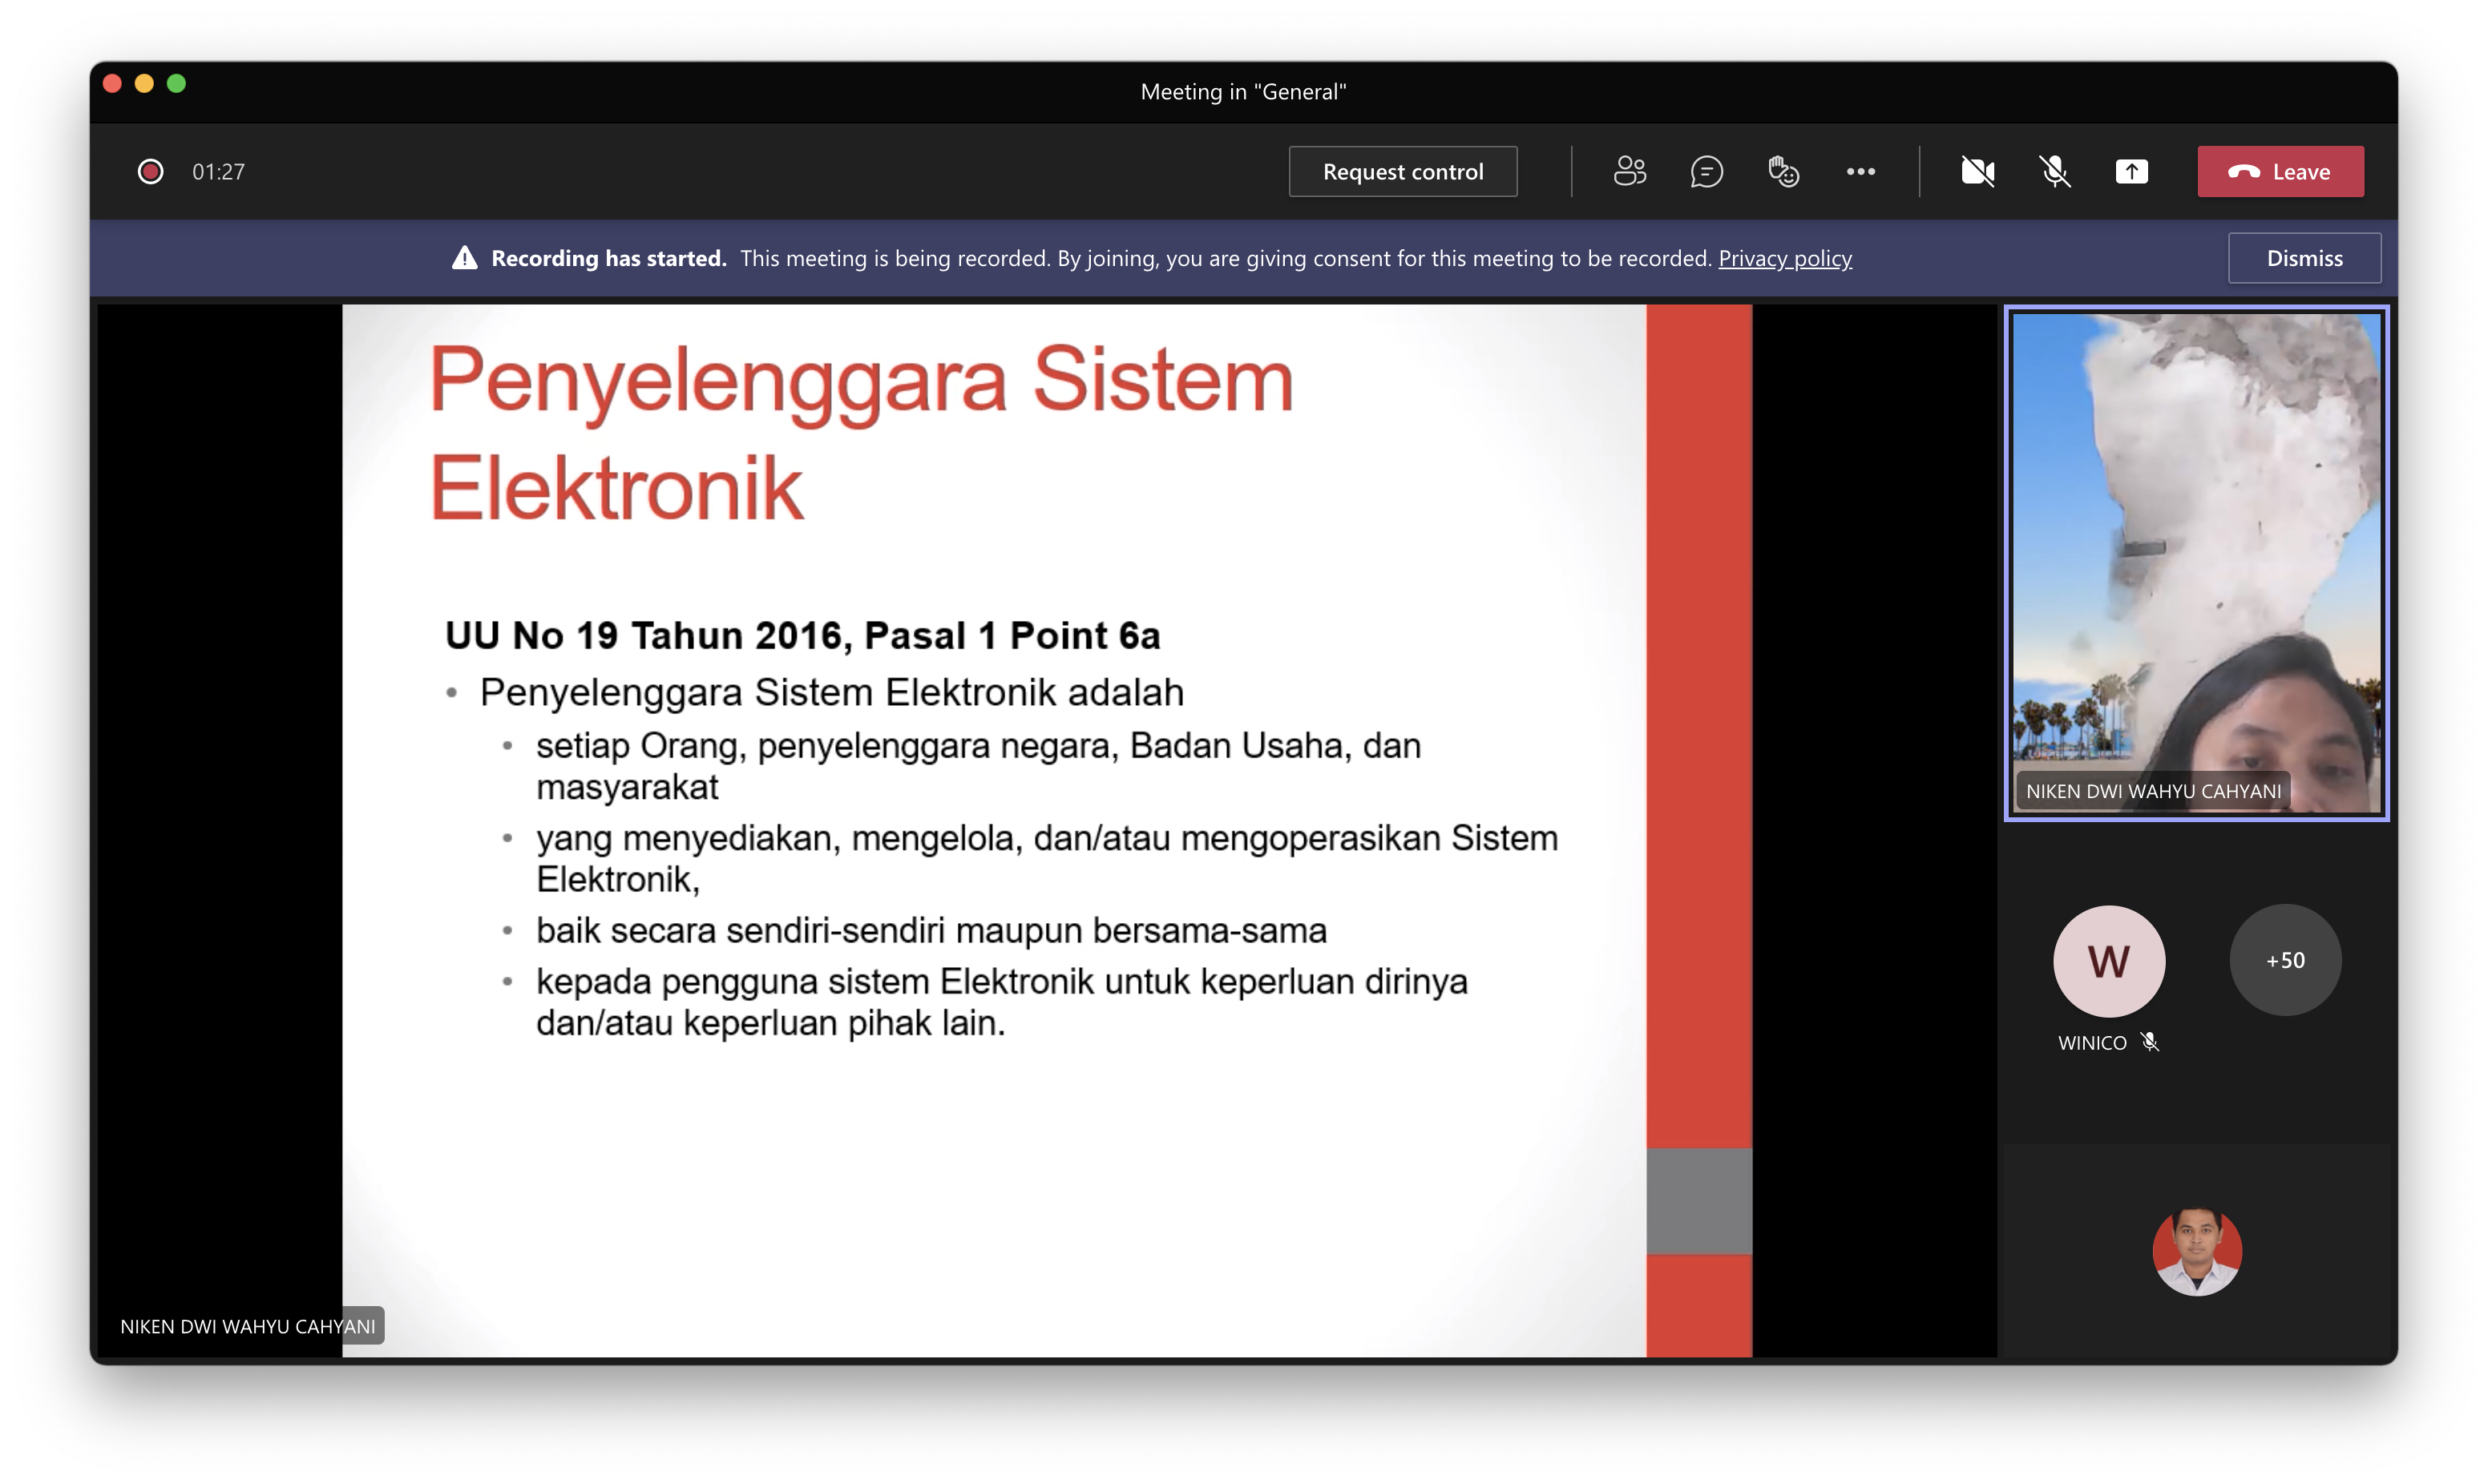 Meeting in "General"
01:27
Request control
Leave
Recording has started. This meeting is being recorded. By joining, you are giving consent for this meeting to be recorded. Privacy policy
Dismiss
Penyelenggara Sistem
Elektronik
UU No 19 Tahun 2016, Pasal 1 Point 6a
• Penyelenggara Sistem Elektronik adalah
• setiap Orang, penyelenggara negara, Badan Usaha, dan
masyarakat
• yang menyediakan, mengelola, dan/atau mengoperasikan Sistem
Elektronik,
• baik secara sendiri-sendiri maupun bersama-sama
• kepada pengguna sistem Elektronik untuk keperluan dirinya
dan/atau keperluan pihak lain.
NIKEN DWI WAHYU CAHYANI
NIKEN DWI WAHYU CAHYANI
W
+50
WINICO